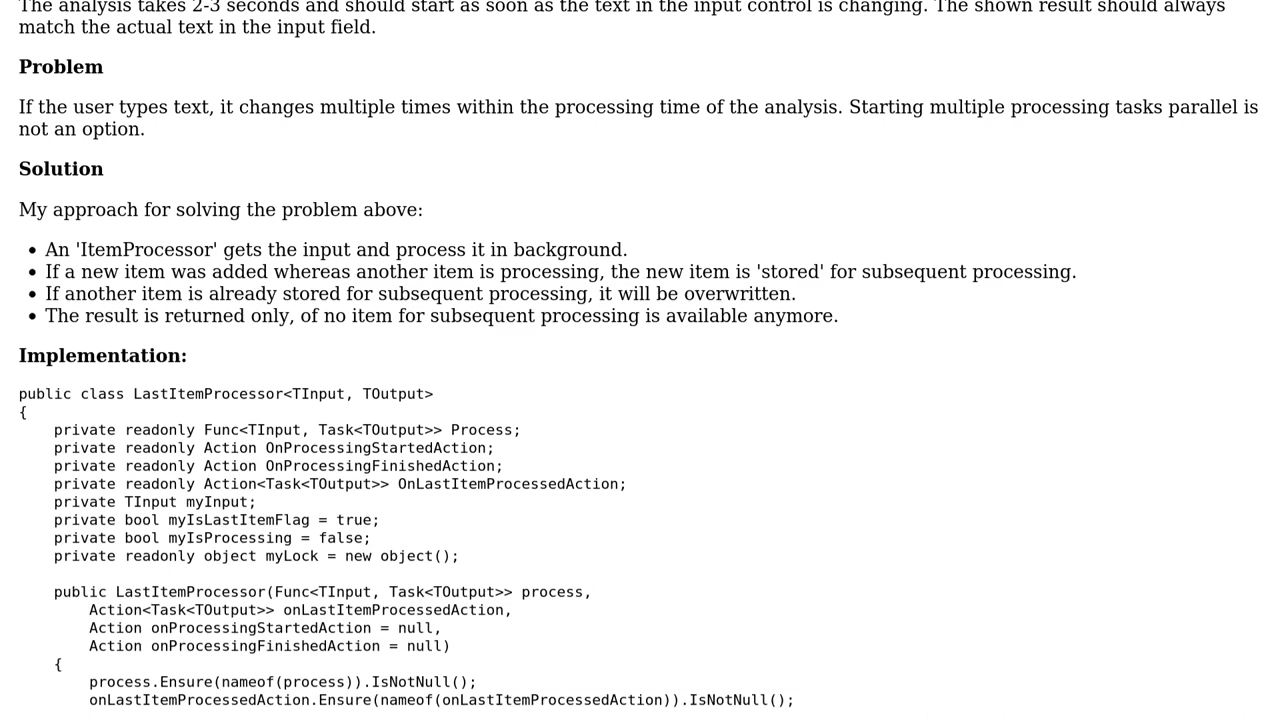 The analysis takes 2-3 seconds and should start as soon as the text in the input control is changing. The shown result should always
match the actual text in the input field.
Problem
If the user types text, it changes multiple times within the processing time of the analysis. Starting multiple processing tasks parallel is
not an option.
Solution
My approach for solving the problem above:
• An 'ItemProcessor' gets the input and process it in background.
• If a new item was added whereas another item is processing, the new item is 'stored' for subsequent processing.
• If another item is already stored for subsequent processing, it will be overwritten.
• The result is returned only, of no item for subsequent processing is available anymore.
Implementation:
public class LastItemProcessor<TInput, TOutput>
{
    private readonly Func<TInput, Task<TOutput>> Process;
    private readonly Action OnProcessingStartedAction;
    private readonly Action OnProcessingFinishedAction;
    private readonly Action<Task<TOutput>> OnLastItemProcessedAction;
    private TInput myInput;
    private bool myIsLastItemFlag = true;
    private bool myIsProcessing = false;
    private readonly object myLock = new object();

    public LastItemProcessor(Func<TInput, Task<TOutput>> process,
        Action<Task<TOutput>> onLastItemProcessedAction,
        Action onProcessingStartedAction = null,
        Action onProcessingFinishedAction = null)
    {
        process.Ensure(nameof(process)).IsNotNull();
        onLastItemProcessedAction.Ensure(nameof(onLastItemProcessedAction)).IsNotNull();